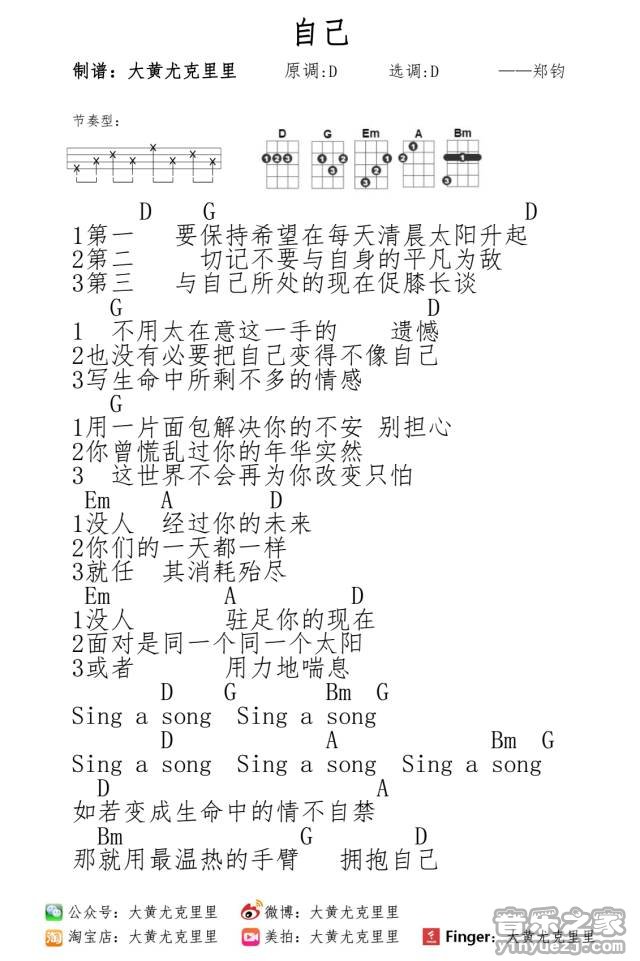 自己
制谱：大黄尤克里里 原调:D 选调:D ——郑钧
节奏型：
D G Em A Bm
D G D
1第一 要保持希望在每天清晨太阳升起
2第二 切记不要与自身的平凡为敌
3第三 与自己所处的现在促膝长谈
G D
1 不用太在意这一手的 遗憾
2也没有必要把自己变得不像自己
3写生命中所剩不多的情感
G
1用一片面包解决你的不安 别担心
2你曾慌乱过你的年华实然
3 这世界不会再为你改变只怕
Em A D
1没人 经过你的未来
2你们的一天都一样
3就任 其消耗殆尽
Em A D
1没人 驻足你的现在
2面对是同一个同一个太阳
3或者 用力地喘息
D G Bm G
Sing a song Sing a song
D A Bm G
Sing a song Sing a song Sing a song
D A
如若变成生命中的情不自禁
Bm G D
那就用最温热的手臂 拥抱自己
公众号：大黄尤克里里 微博：大黄尤克里里
淘宝店：大黄尤克里里 美拍：大黄尤克里里 Finger：大黄尤克里里
音乐之家
yinyuezj.com